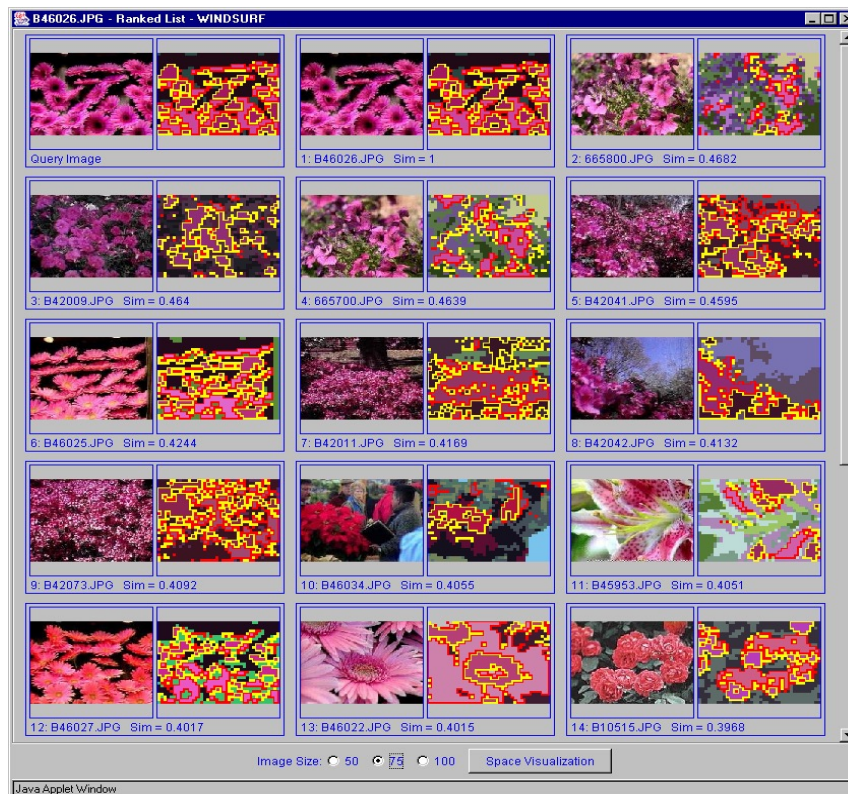 B46026.JPG - Ranked List - WINDSURF
Query Image
1: B46026.JPG Sim = 1
2: 665800.JPG Sim = 0.4682
3: B42009.JPG Sim = 0.464
4: 665700.JPG Sim = 0.4639
5: B42041.JPG Sim = 0.4595
6: B46025.JPG Sim = 0.4244
7: B42011.JPG Sim = 0.4169
8: B42042.JPG Sim = 0.4132
9: B42073.JPG Sim = 0.4092
10: B46034.JPG Sim = 0.4055
11: B45953.JPG Sim = 0.4051
12: B46027.JPG Sim = 0.4017
13: B46022.JPG Sim = 0.4015
14: B10515.JPG Sim = 0.3968
Image Size: 50 75 100 Space Visualization
Java Applet Window